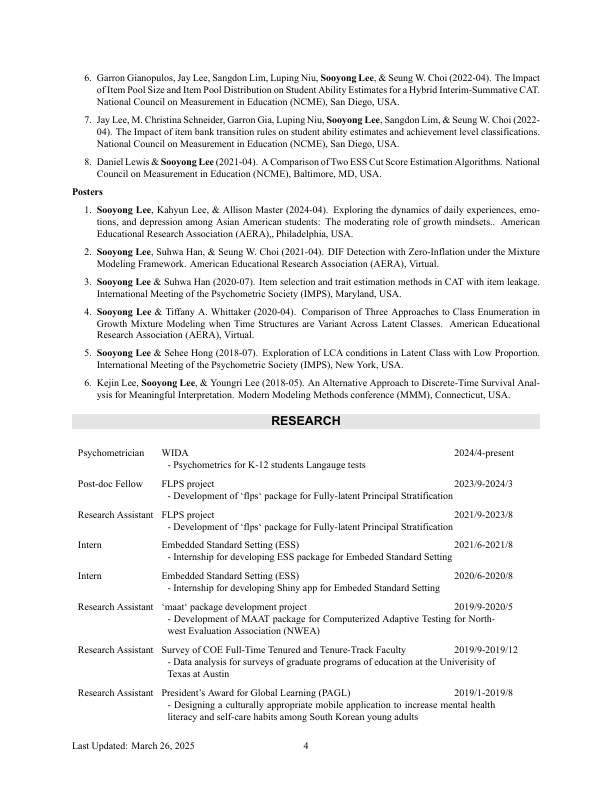 6. Garron Gianopulos, Jay Lee, Sangdon Lim, Luping Niu, Sooyong Lee, & Seung W. Choi (2022-04). The Impact
of Item Pool Size and Item Pool Distribution on Student Ability Estimates for a Hybrid Interim-Summative CAT.
National Council on Measurement in Education (NCME), San Diego, USA.
7. Jay Lee, M. Christina Schneider, Garron Gia, Luping Niu, Sooyong Lee, Sangdon Lim, & Seung W. Choi (2022-
04). The Impact of item bank transition rules on student ability estimates and achievement level classifications.
National Council on Measurement in Education (NCME), San Diego, USA.
8. Daniel Lewis & Sooyong Lee (2021-04). A Comparison of Two ESS Cut Score Estimation Algorithms. National
Council on Measurement in Education (NCME), Baltimore, MD, USA.
Posters
1. Sooyong Lee, Kahyun Lee, & Allison Master (2024-04). Exploring the dynamics of daily experiences, emo-
tions, and depression among Asian American students: The moderating role of growth mindsets.. American
Educational Research Association (AERA),, Philadelphia, USA.
2. Sooyong Lee, Suhwa Han, & Seung W. Choi (2021-04). DIF Detection with Zero-Inflation under the Mixture
Modeling Framework. American Educational Research Association (AERA), Virtual.
3. Sooyong Lee & Suhwa Han (2020-07). Item selection and trait estimation methods in CAT with item leakage.
International Meeting of the Psychometric Society (IMPS), Maryland, USA.
4. Sooyong Lee & Tiffany A. Whittaker (2020-04). Comparison of Three Approaches to Class Enumeration in
Growth Mixture Modeling when Time Structures are Variant Across Latent Classes. American Educational
Research Association (AERA), Virtual.
5. Sooyong Lee & Sehee Hong (2018-07). Exploration of LCA conditions in Latent Class with Low Proportion.
International Meeting of the Psychometric Society (IMPS), New York, USA.
6. Kejin Lee, Sooyong Lee, & Youngri Lee (2018-05). An Alternative Approach to Discrete-Time Survival Anal-
ysis for Meaningful Interpretation. Modern Modeling Methods conference (MMM), Connecticut, USA.
RESEARCH
Psychometrician WIDA 2024/4-present
- Psychometrics for K-12 students Langauge tests
Post-doc Fellow FLPS project 2023/9-2024/3
- Development of ‘flps‘ package for Fully-latent Principal Stratification
Research Assistant FLPS project 2021/9-2023/8
- Development of ‘flps‘ package for Fully-latent Principal Stratification
Intern Embedded Standard Setting (ESS) 2021/6-2021/8
- Internship for developing ESS package for Embeded Standard Setting
Intern Embedded Standard Setting (ESS) 2020/6-2020/8
- Internship for developing Shiny app for Embeded Standard Setting
Research Assistant ‘maat‘ package development project 2019/9-2020/5
- Development of MAAT package for Computerized Adaptive Testing for North-
west Evaluation Association (NWEA)
Research Assistant Survey of COE Full-Time Tenured and Tenure-Track Faculty 2019/9-2019/12
- Data analysis for surveys of graduate programs of education at the Univerisity of
Texas at Austin
Research Assistant President’s Award for Global Learning (PAGL) 2019/1-2019/8
- Designing a culturally appropriate mobile application to increase mental health
literacy and self-care habits among South Korean young adults
Last Updated: March 26, 2025 4